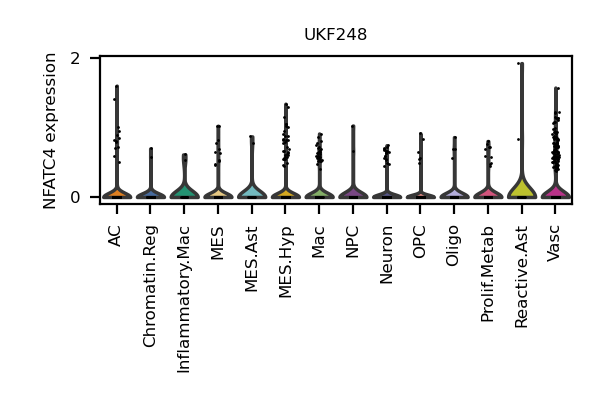 UKF248
NFATC4 expression
2
0
AC
Chromatin.Reg
Inflammatory.Mac
MES
MES.Ast
MES.Hyp
Mac
NPC
Neuron
OPC
Oligo
Prolif.Metab
Reactive.Ast
Vasc